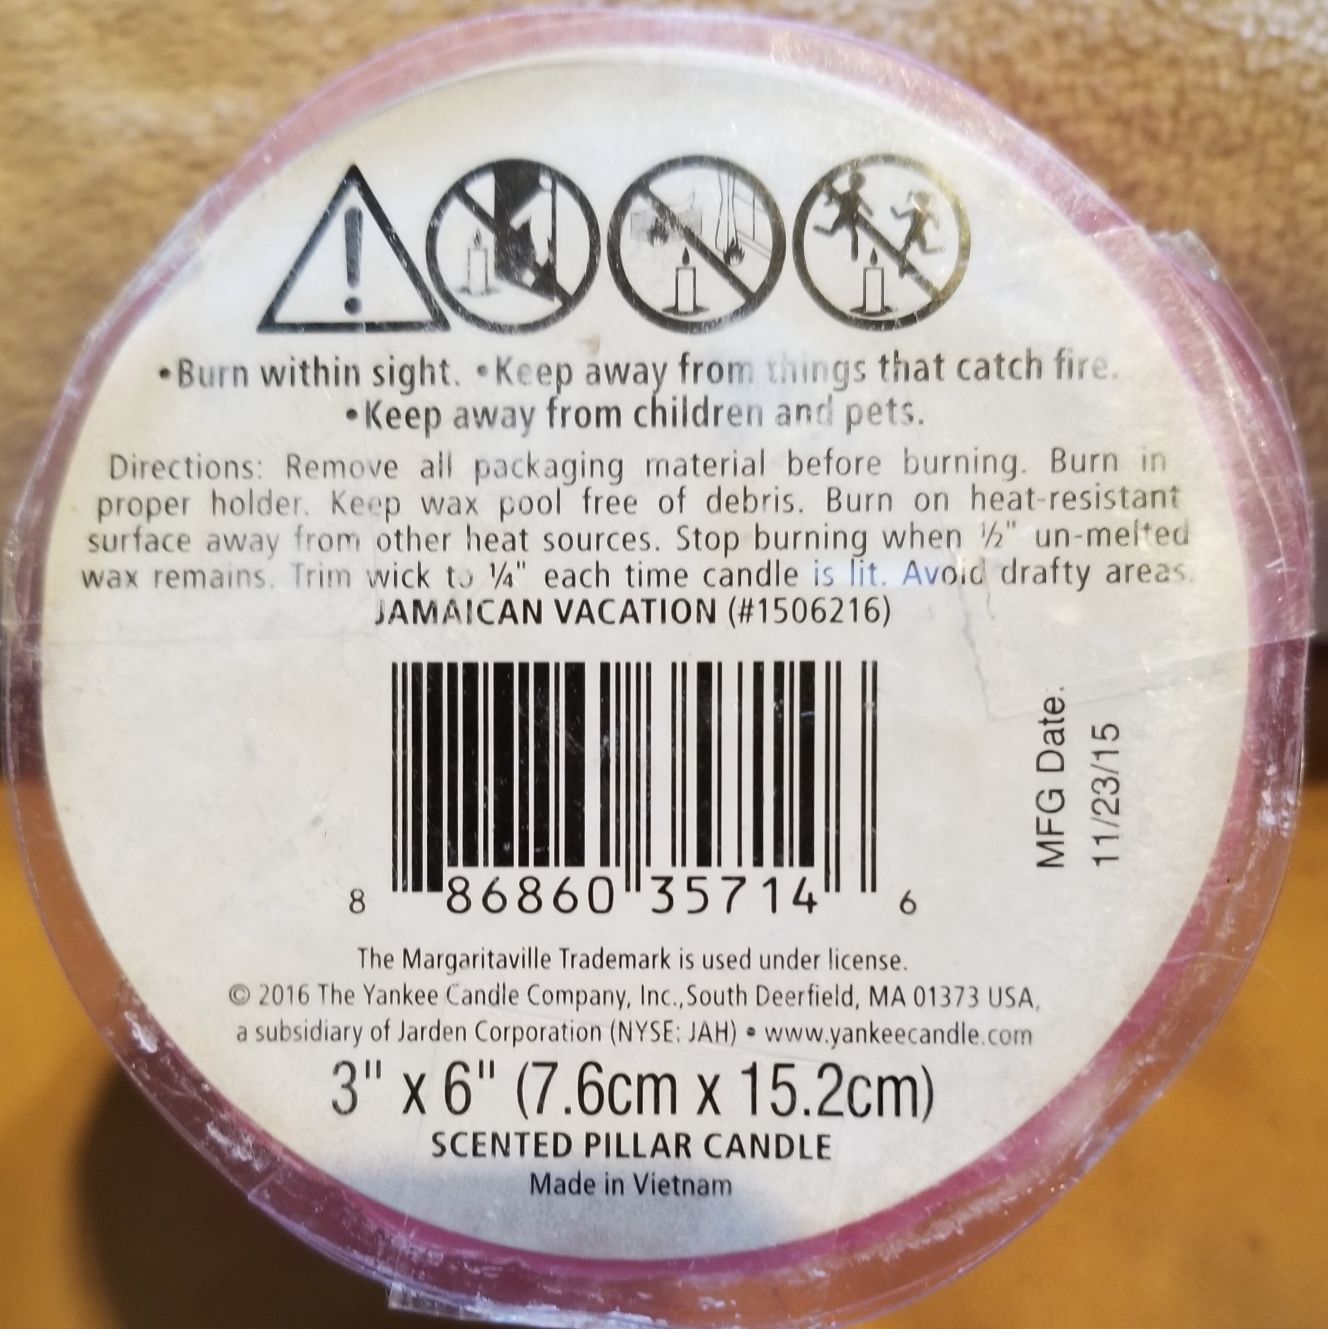 •Burn within sight. •Keep away from things that catch fire.
•Keep away from children and pets.
Directions: Remove all packaging material before burning. Burn in
proper holder. Keep wax pool free of debris. Burn on heat-resistant
surface away from other heat sources. Stop burning when ½" un-melted
wax remains. Trim wick to ¼" each time candle is lit. Avoid drafty areas.
JAMAICAN VACATION (#1506216)
MFG Date:
11/23/15
8 86860 35714 6
The Margaritaville Trademark is used under license.
© 2016 The Yankee Candle Company, Inc.,South Deerfield, MA 01373 USA,
a subsidiary of Jarden Corporation (NYSE: JAH) • www.yankeecandle.com
3" x 6" (7.6cm x 15.2cm)
SCENTED PILLAR CANDLE
Made in Vietnam